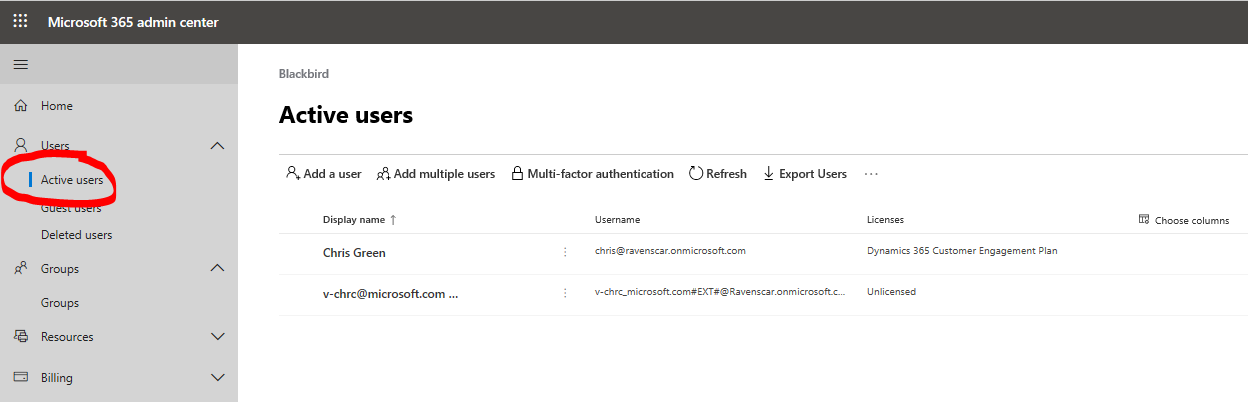 Microsoft 365 admin center
Home
Users
Active users
Guest users
Deleted users
Groups
Groups
Resources
Billing
Blackbird
Active users
Add a user Add multiple users Multi-factor authentication Refresh Export Users ...
Display name ↑ Username Licenses Choose columns
Chris Green chris@ravenscar.onmicrosoft.com Dynamics 365 Customer Engagement Plan
v-chrc@microsoft.com ... v-chrc_microsoft.com#EXT#@Ravenscar.onmicrosoft.c... Unlicensed